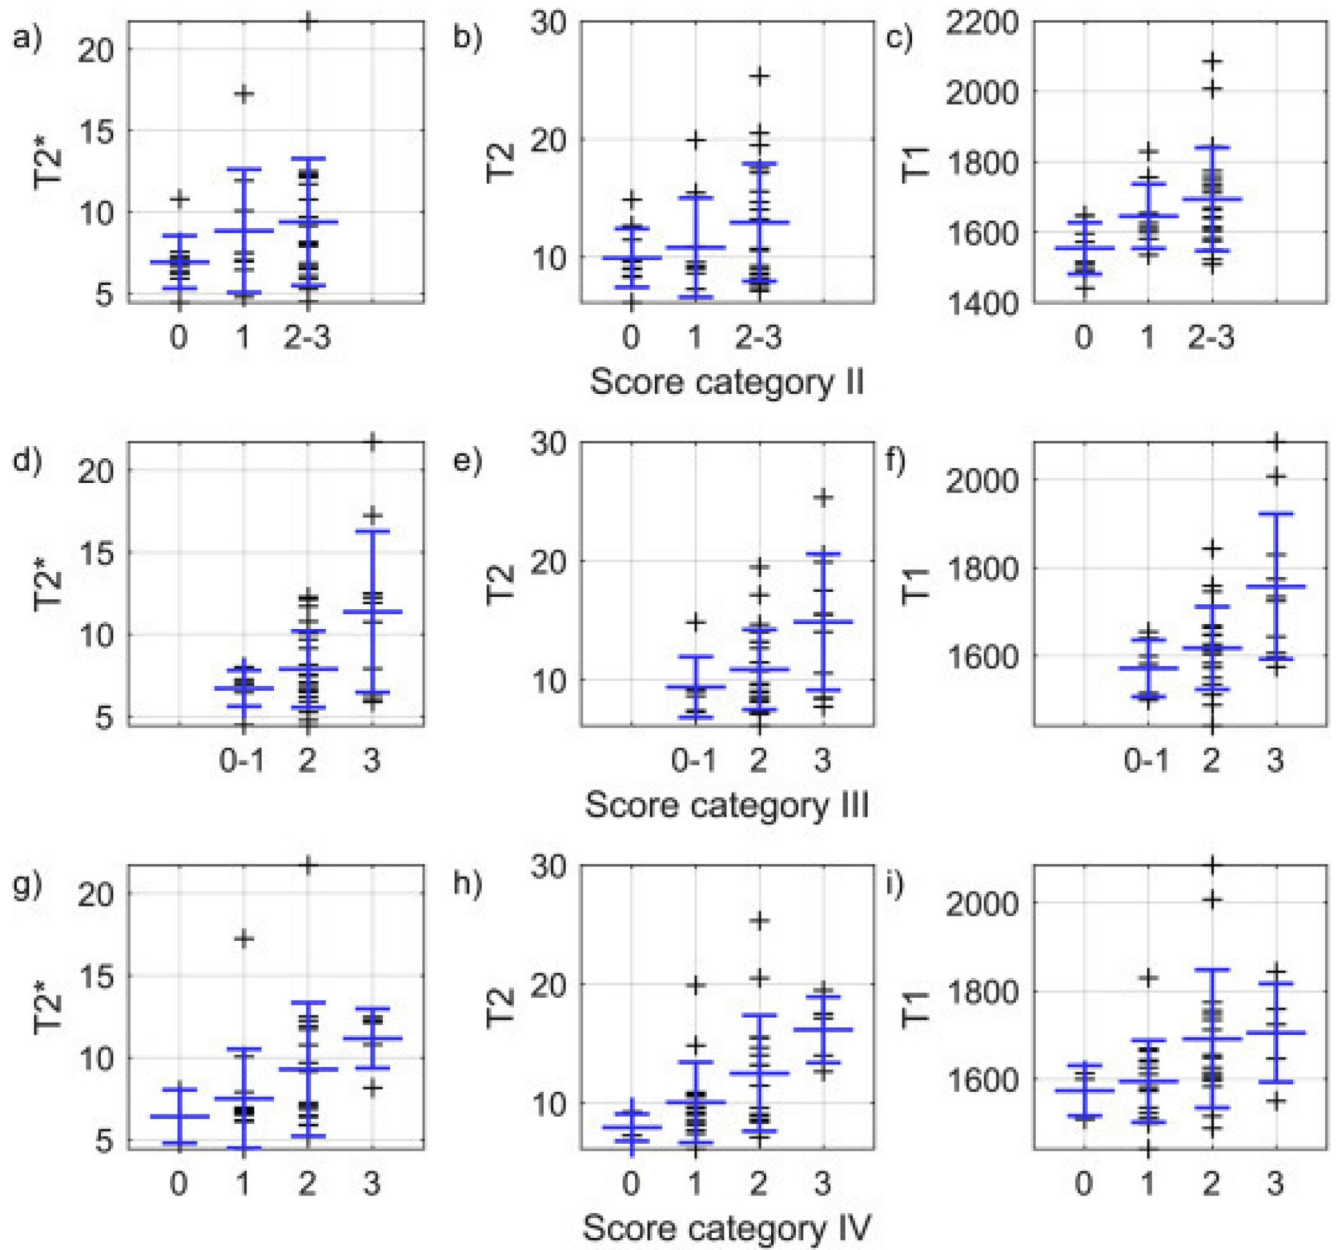 a)
T2*
20
15
10
5
0 1 2-3
b)
T2
30
20
10
0 1 2-3
Score category II
c)
T1
2200
2000
1800
1600
1400
0 1 2-3
d)
T2*
20
15
10
5
0-1 2 3
e)
T2
30
20
10
0-1 2 3
Score category III
f)
T1
2000
1800
1600
0-1 2 3
g)
T2*
20
15
10
5
0 1 2 3
h)
T2
30
20
10
0 1 2 3
Score category IV
i)
T1
2000
1800
1600
0 1 2 3